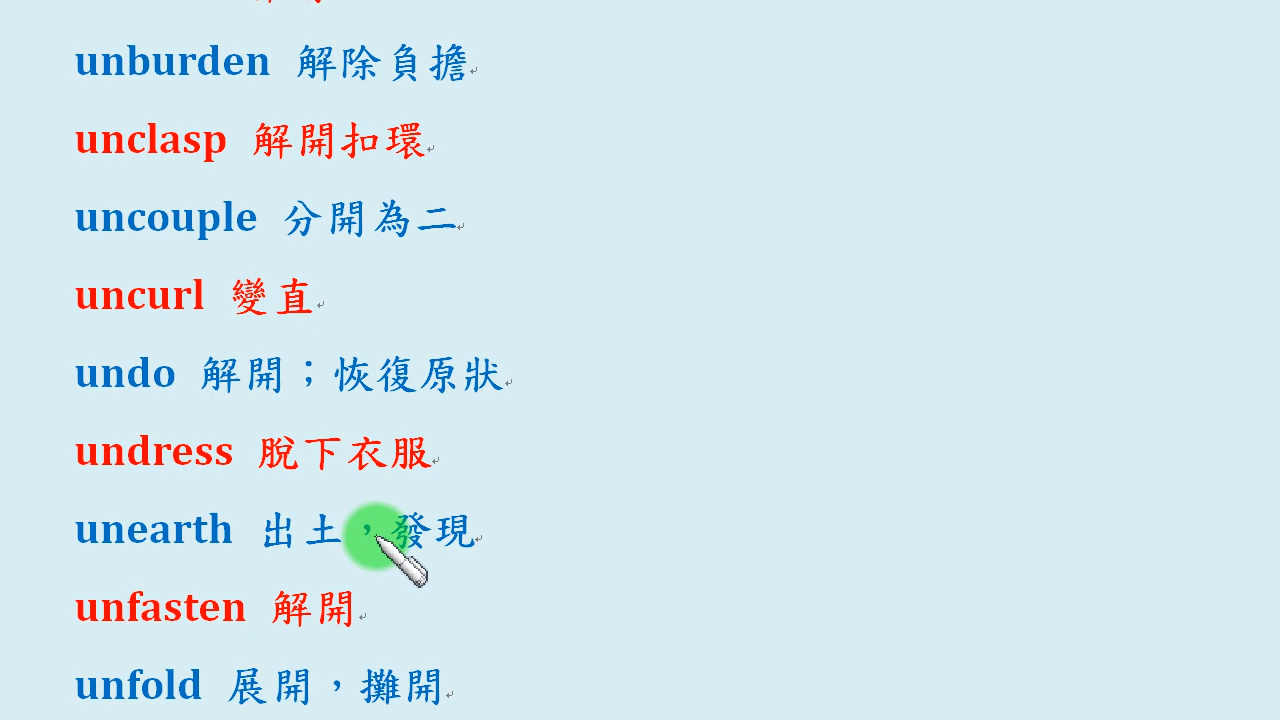 unburden 解除負擔
unclasp 解開扣環
uncouple 分開為二
uncurl 變直
undo 解開；恢復原狀
undress 脫下衣服
unearth 出土，發現
unfasten 解開
unfold 展開，攤開